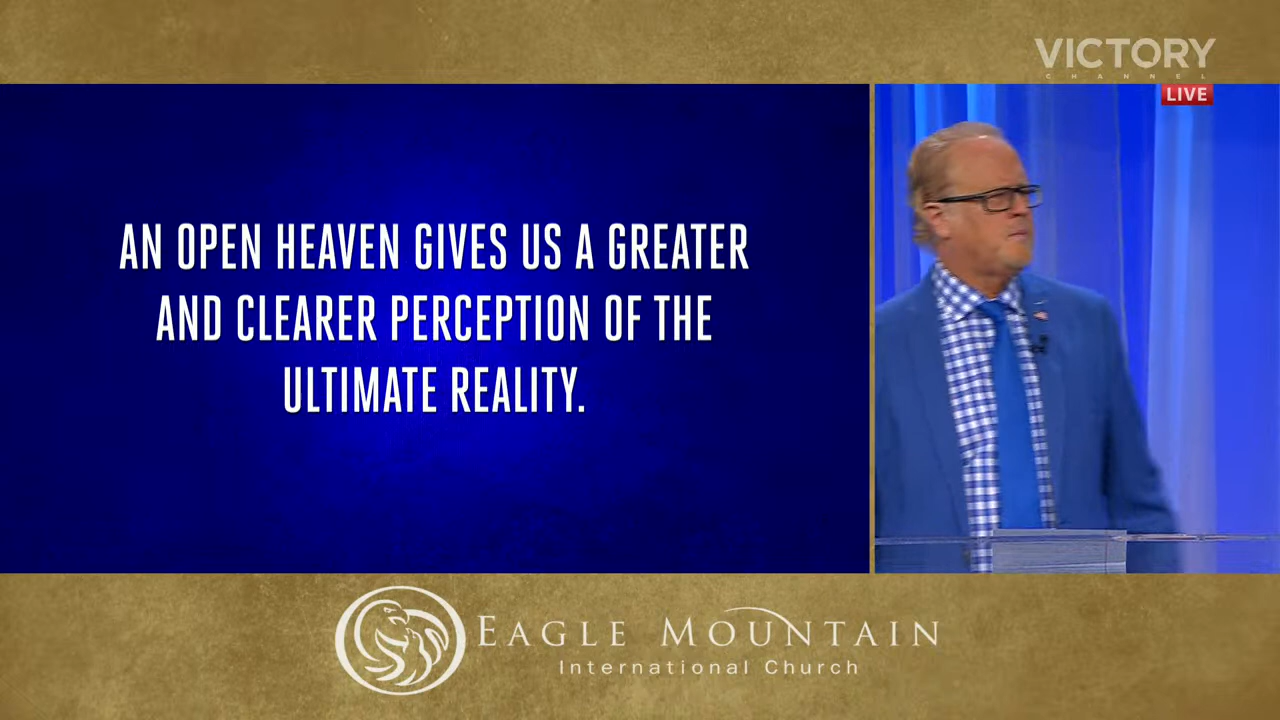 VICTORY
CHANNEL
LIVE
AN OPEN HEAVEN GIVES US A GREATER
AND CLEARER PERCEPTION OF THE
ULTIMATE REALITY.
EAGLE MOUNTAIN
International Church